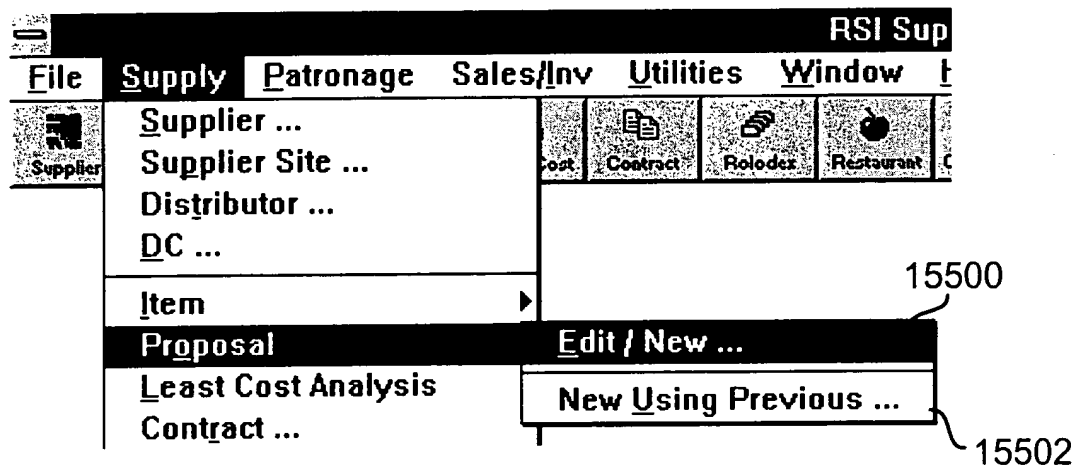 RSI Sup
File Supply Patronage Sales/Inv Utilities Window H
Supplier Cost Contract Rolodex Restaurant
Supplier ...
Supplier Site ...
Distributor ...
DC ...
Item
Proposal
Least Cost Analysis
Contract ...
15500
Edit / New ...
New Using Previous ...
15502